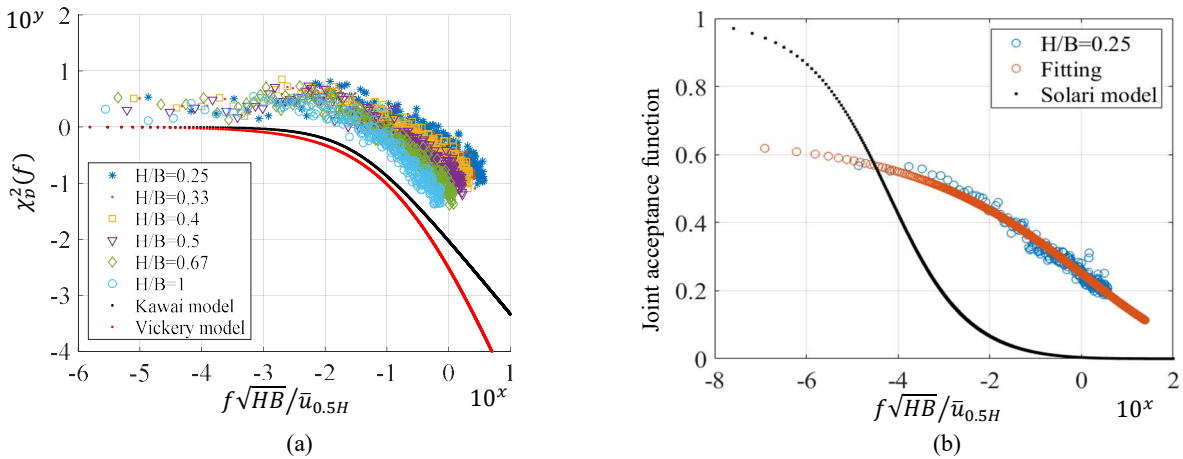 10^y
2
1
0
-1
-2
-3
-4
χ_p^2(f)
H/B=0.25
H/B=0.33
H/B=0.4
H/B=0.5
H/B=0.67
H/B=1
Kawai model
Vickery model
-6 -5 -4 -3 -2 -1 0 1
f√HB/ū_0.5H 10^x
(a)
1
0.8
0.6
0.4
0.2
0
Joint acceptance function
H/B=0.25
Fitting
Solari model
-8 -6 -4 -2 0 2
f√HB/ū_0.5H 10^x
(b)